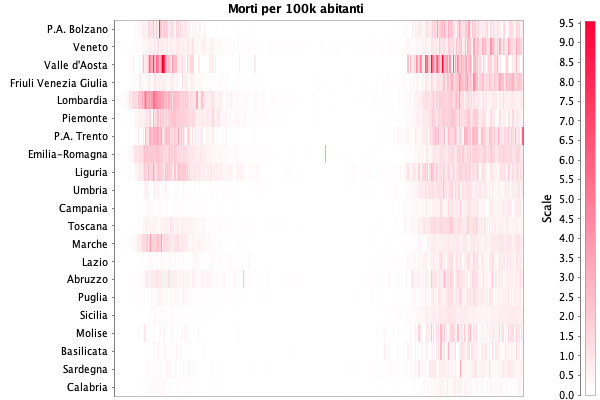 Morti per 100k abitanti
P.A. Bolzano
Veneto
Valle d'Aosta
Friuli Venezia Giulia
Lombardia
Piemonte
P.A. Trento
Emilia-Romagna
Liguria
Umbria
Campania
Toscana
Marche
Lazio
Abruzzo
Puglia
Sicilia
Molise
Basilicata
Sardegna
Calabria
Scale
9.5
9.0
8.5
8.0
7.5
7.0
6.5
6.0
5.5
5.0
4.5
4.0
3.5
3.0
2.5
2.0
1.5
1.0
0.5
0.0